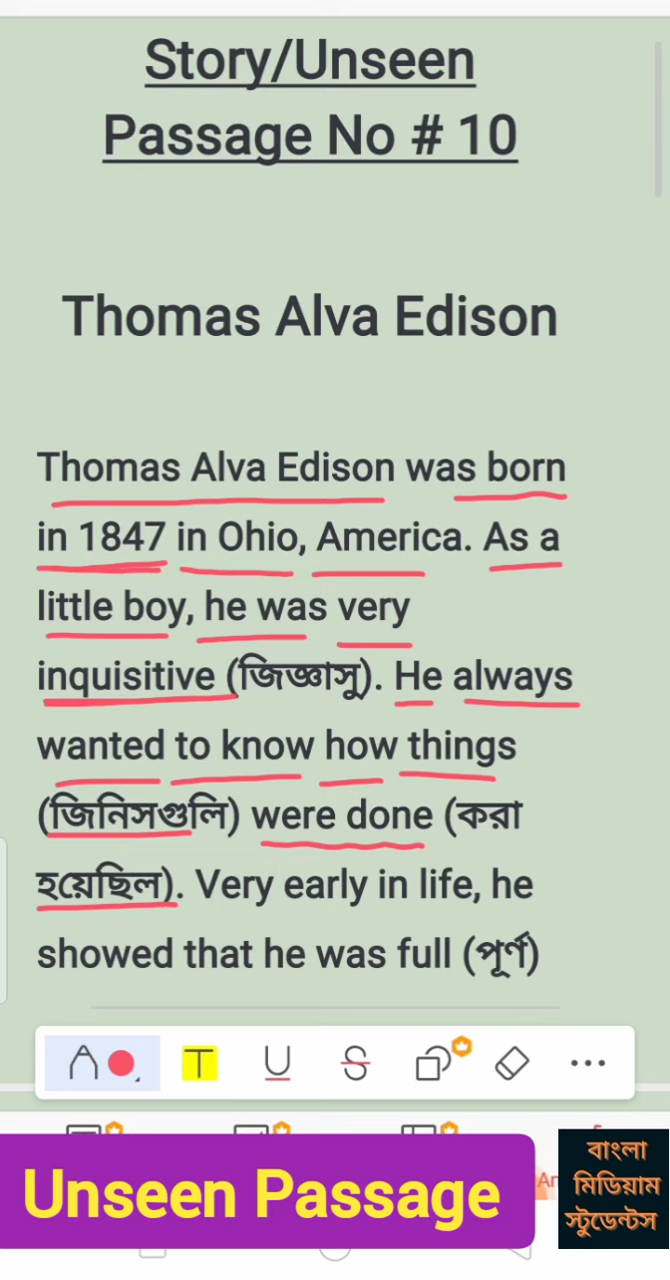 Story/Unseen
Passage No # 10
Thomas Alva Edison
Thomas Alva Edison was born
in 1847 in Ohio, America. As a
little boy, he was very
inquisitive (জিজ্ঞাসু). He always
wanted to know how things
(জিনিসগুলি) were done (করা
হয়েছিল). Very early in life, he
showed that he was full (পূর্ণ)
T
U
S
Unseen Passage
বাংলা
মিডিয়াম
স্টুডেন্টস